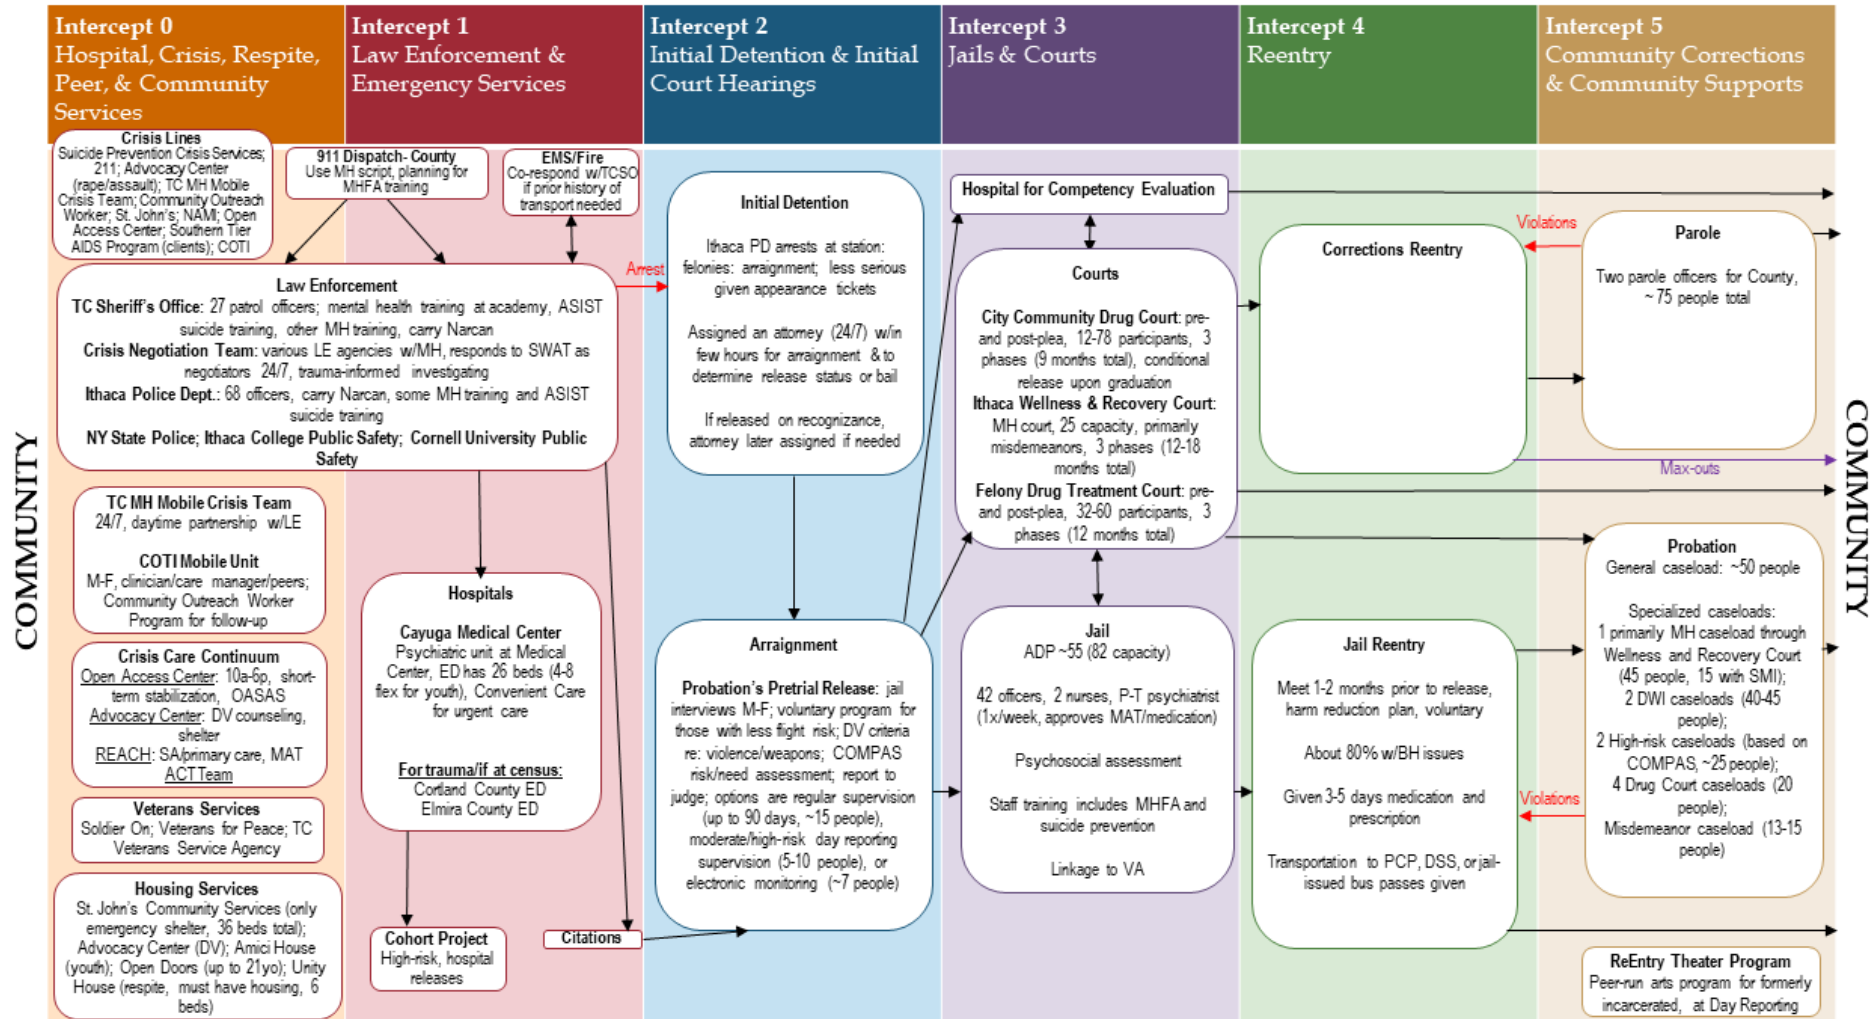 Intercept 0
Hospital, Crisis, Respite,
Peer, & Community
Services
Intercept 1
Law Enforcement &
Emergency Services
Intercept 2
Initial Detention & Initial
Court Hearings
Intercept 3
Jails & Courts
Intercept 4
Reentry
Intercept 5
Community Corrections
& Community Supports
COMMUNITY
Crisis Lines
Suicide Prevention Crisis Services;
211; Advocacy Center
(rape/assault); TC MH Mobile
Crisis Team; Community Outreach
Worker; St. John's; NAMI; Open
Access Center; Southern Tier
AIDS Program (clients); COTI
911 Dispatch- County
Use MH script, planning for
MHFA training
EMS/Fire
Co-respond w/TCSO
if prior history of
transport needed
Law Enforcement
TC Sheriff's Office: 27 patrol officers; mental health training at academy, ASIST
suicide training, other MH training, carry Narcan
Crisis Negotiation Team: various LE agencies w/MH, responds to SWAT as
negotiators 24/7, trauma-informed investigating
Ithaca Police Dept.: 68 officers, carry Narcan, some MH training and ASIST
suicide training
NY State Police; Ithaca College Public Safety; Cornell University Public
Safety
Arrest
TC MH Mobile Crisis Team
24/7, daytime partnership w/LE
COTI Mobile Unit
M-F, clinician/care manager/peers;
Community Outreach Worker
Program for follow-up
Crisis Care Continuum
Open Access Center: 10a-6p, short-
term stabilization, OASAS
Advocacy Center: DV counseling,
shelter
REACH: SA/primary care, MAT
ACT Team
Veterans Services
Soldier On; Veterans for Peace; TC
Veterans Service Agency
Housing Services
St. John's Community Services (only
emergency shelter, 36 beds total);
Advocacy Center (DV); Amici House
(youth); Open Doors (up to 21yo); Unity
House (respite, must have housing, 6
beds)
Hospitals
Cayuga Medical Center
Psychiatric unit at Medical
Center, ED has 26 beds (4-8
flex for youth), Convenient Care
for urgent care
For trauma/if at census:
Cortland County ED
Elmira County ED
Cohort Project
High-risk, hospital
releases
Citations
Initial Detention
Ithaca PD arrests at station:
felonies: arraignment; less serious
given appearance tickets
Assigned an attorney (24/7) w/in
few hours for arraignment & to
determine release status or bail
If released on recognizance,
attorney later assigned if needed
Arraignment
Probation's Pretrial Release: jail
interviews M-F; voluntary program for
those with less flight risk; DV criteria
re: violence/weapons; COMPAS
risk/need assessment; report to
judge; options are regular supervision
(up to 90 days, ~15 people),
moderate/high-risk day reporting
supervision (5-10 people), or
electronic monitoring (~7 people)
Hospital for Competency Evaluation
Courts
City Community Drug Court: pre-
and post-plea, 12-78 participants, 3
phases (9 months total), conditional
release upon graduation
Ithaca Wellness & Recovery Court:
MH court, 25 capacity, primarily
misdemeanors, 3 phases (12-18
months total)
Felony Drug Treatment Court: pre-
and post-plea, 32-60 participants, 3
phases (12 months total)
Jail
ADP ~55 (82 capacity)
42 officers, 2 nurses, P-T psychiatrist
(1x/week, approves MAT/medication)
Psychosocial assessment
Staff training includes MHFA and
suicide prevention
Linkage to VA
Corrections Reentry
Jail Reentry
Meet 1-2 months prior to release,
harm reduction plan, voluntary
About 80% w/BH issues
Given 3-5 days medication and
prescription
Transportation to PCP, DSS, or jail-
issued bus passes given
Violations
Parole
Two parole officers for County,
~ 75 people total
Max-outs
Probation
General caseload: ~50 people
Specialized caseloads:
1 primarily MH caseload through
Wellness and Recovery Court
(45 people, 15 with SMI);
2 DWI caseloads (40-45
people);
2 High-risk caseloads (based on
COMPAS, ~25 people);
4 Drug Court caseloads (20
people);
Misdemeanor caseload (13-15
people)
Violations
ReEntry Theater Program
Peer-run arts program for formerly
incarcerated, at Day Reporting
COMMUNITY